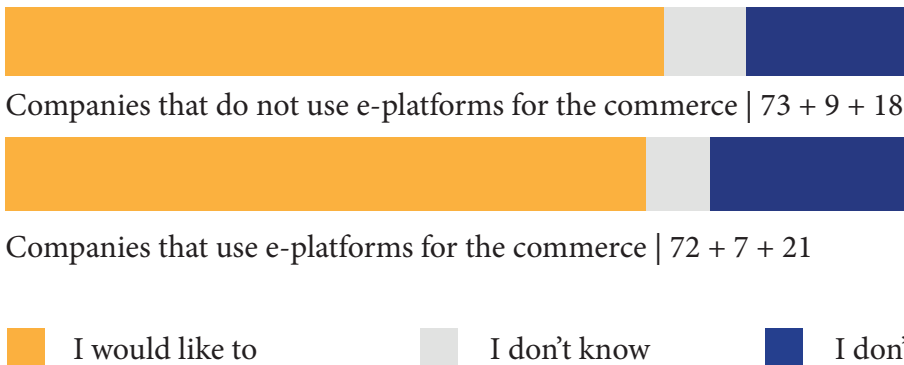 Companies that do not use e-platforms for the commerce | 73 + 9 + 18
Companies that use e-platforms for the commerce | 72 + 7 + 21
I would like to
I don't know
I